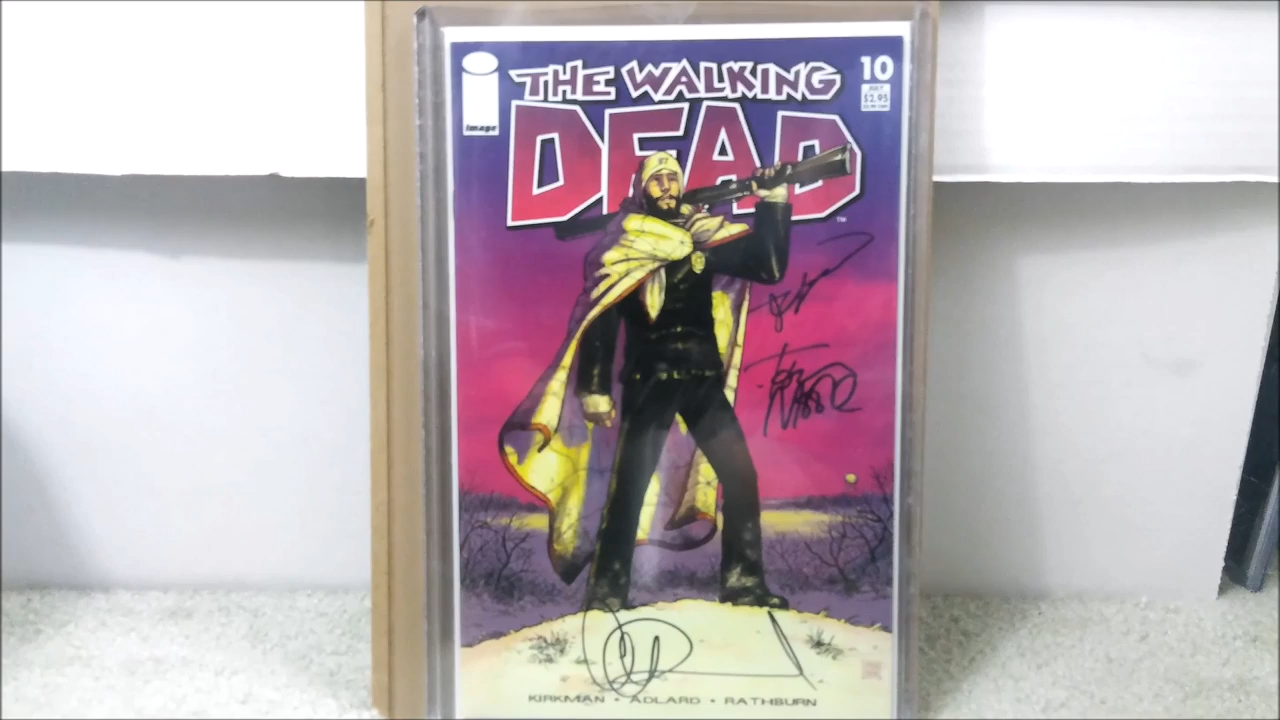 THE WALKING
DEAD
TM
Image
10
JULY
$2.95
KIRKMAN • ADLARD • RATHBURN